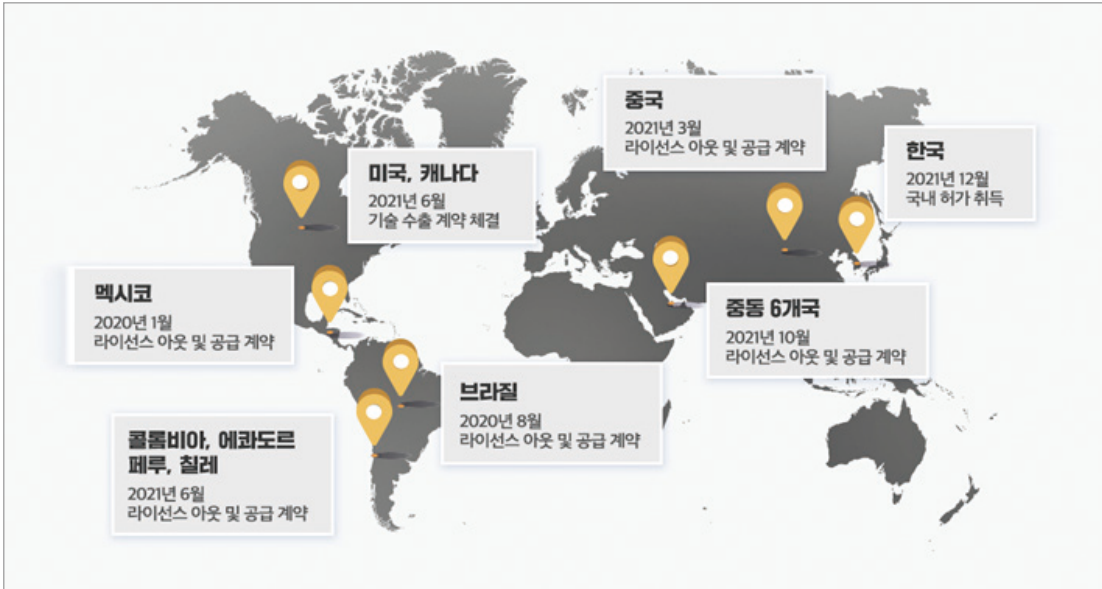 중국
2021년 3월
라이선스 아웃 및 공급 계약
한국
2021년 12월
국내 허가 취득
미국, 캐나다
2021년 6월
기술 수출 계약 체결
멕시코
2020년 1월
라이선스 아웃 및 공급 계약
중동 6개국
2021년 10월
라이선스 아웃 및 공급 계약
브라질
2020년 8월
라이선스 아웃 및 공급 계약
콜롬비아, 에콰도르
페루, 칠레
2021년 6월
라이선스 아웃 및 공급 계약